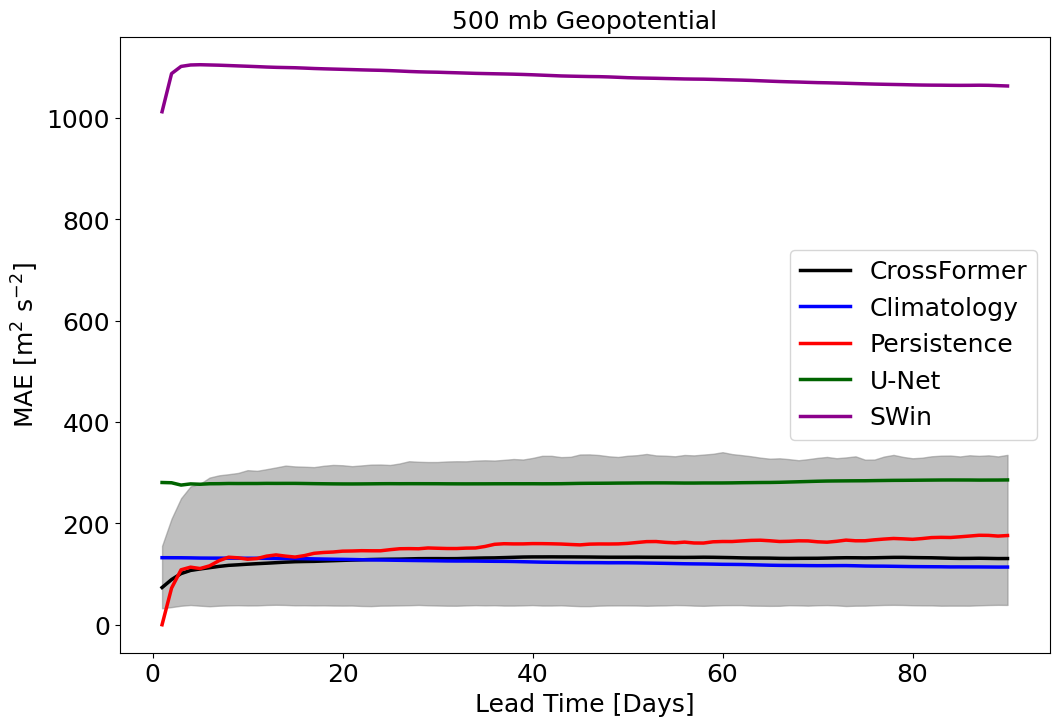 500 mb Geopotential
MAE [m² s⁻²]
1000
800
600
400
200
0
CrossFormer
Climatology
Persistence
U-Net
SWin
0 20 40 60 80
Lead Time [Days]